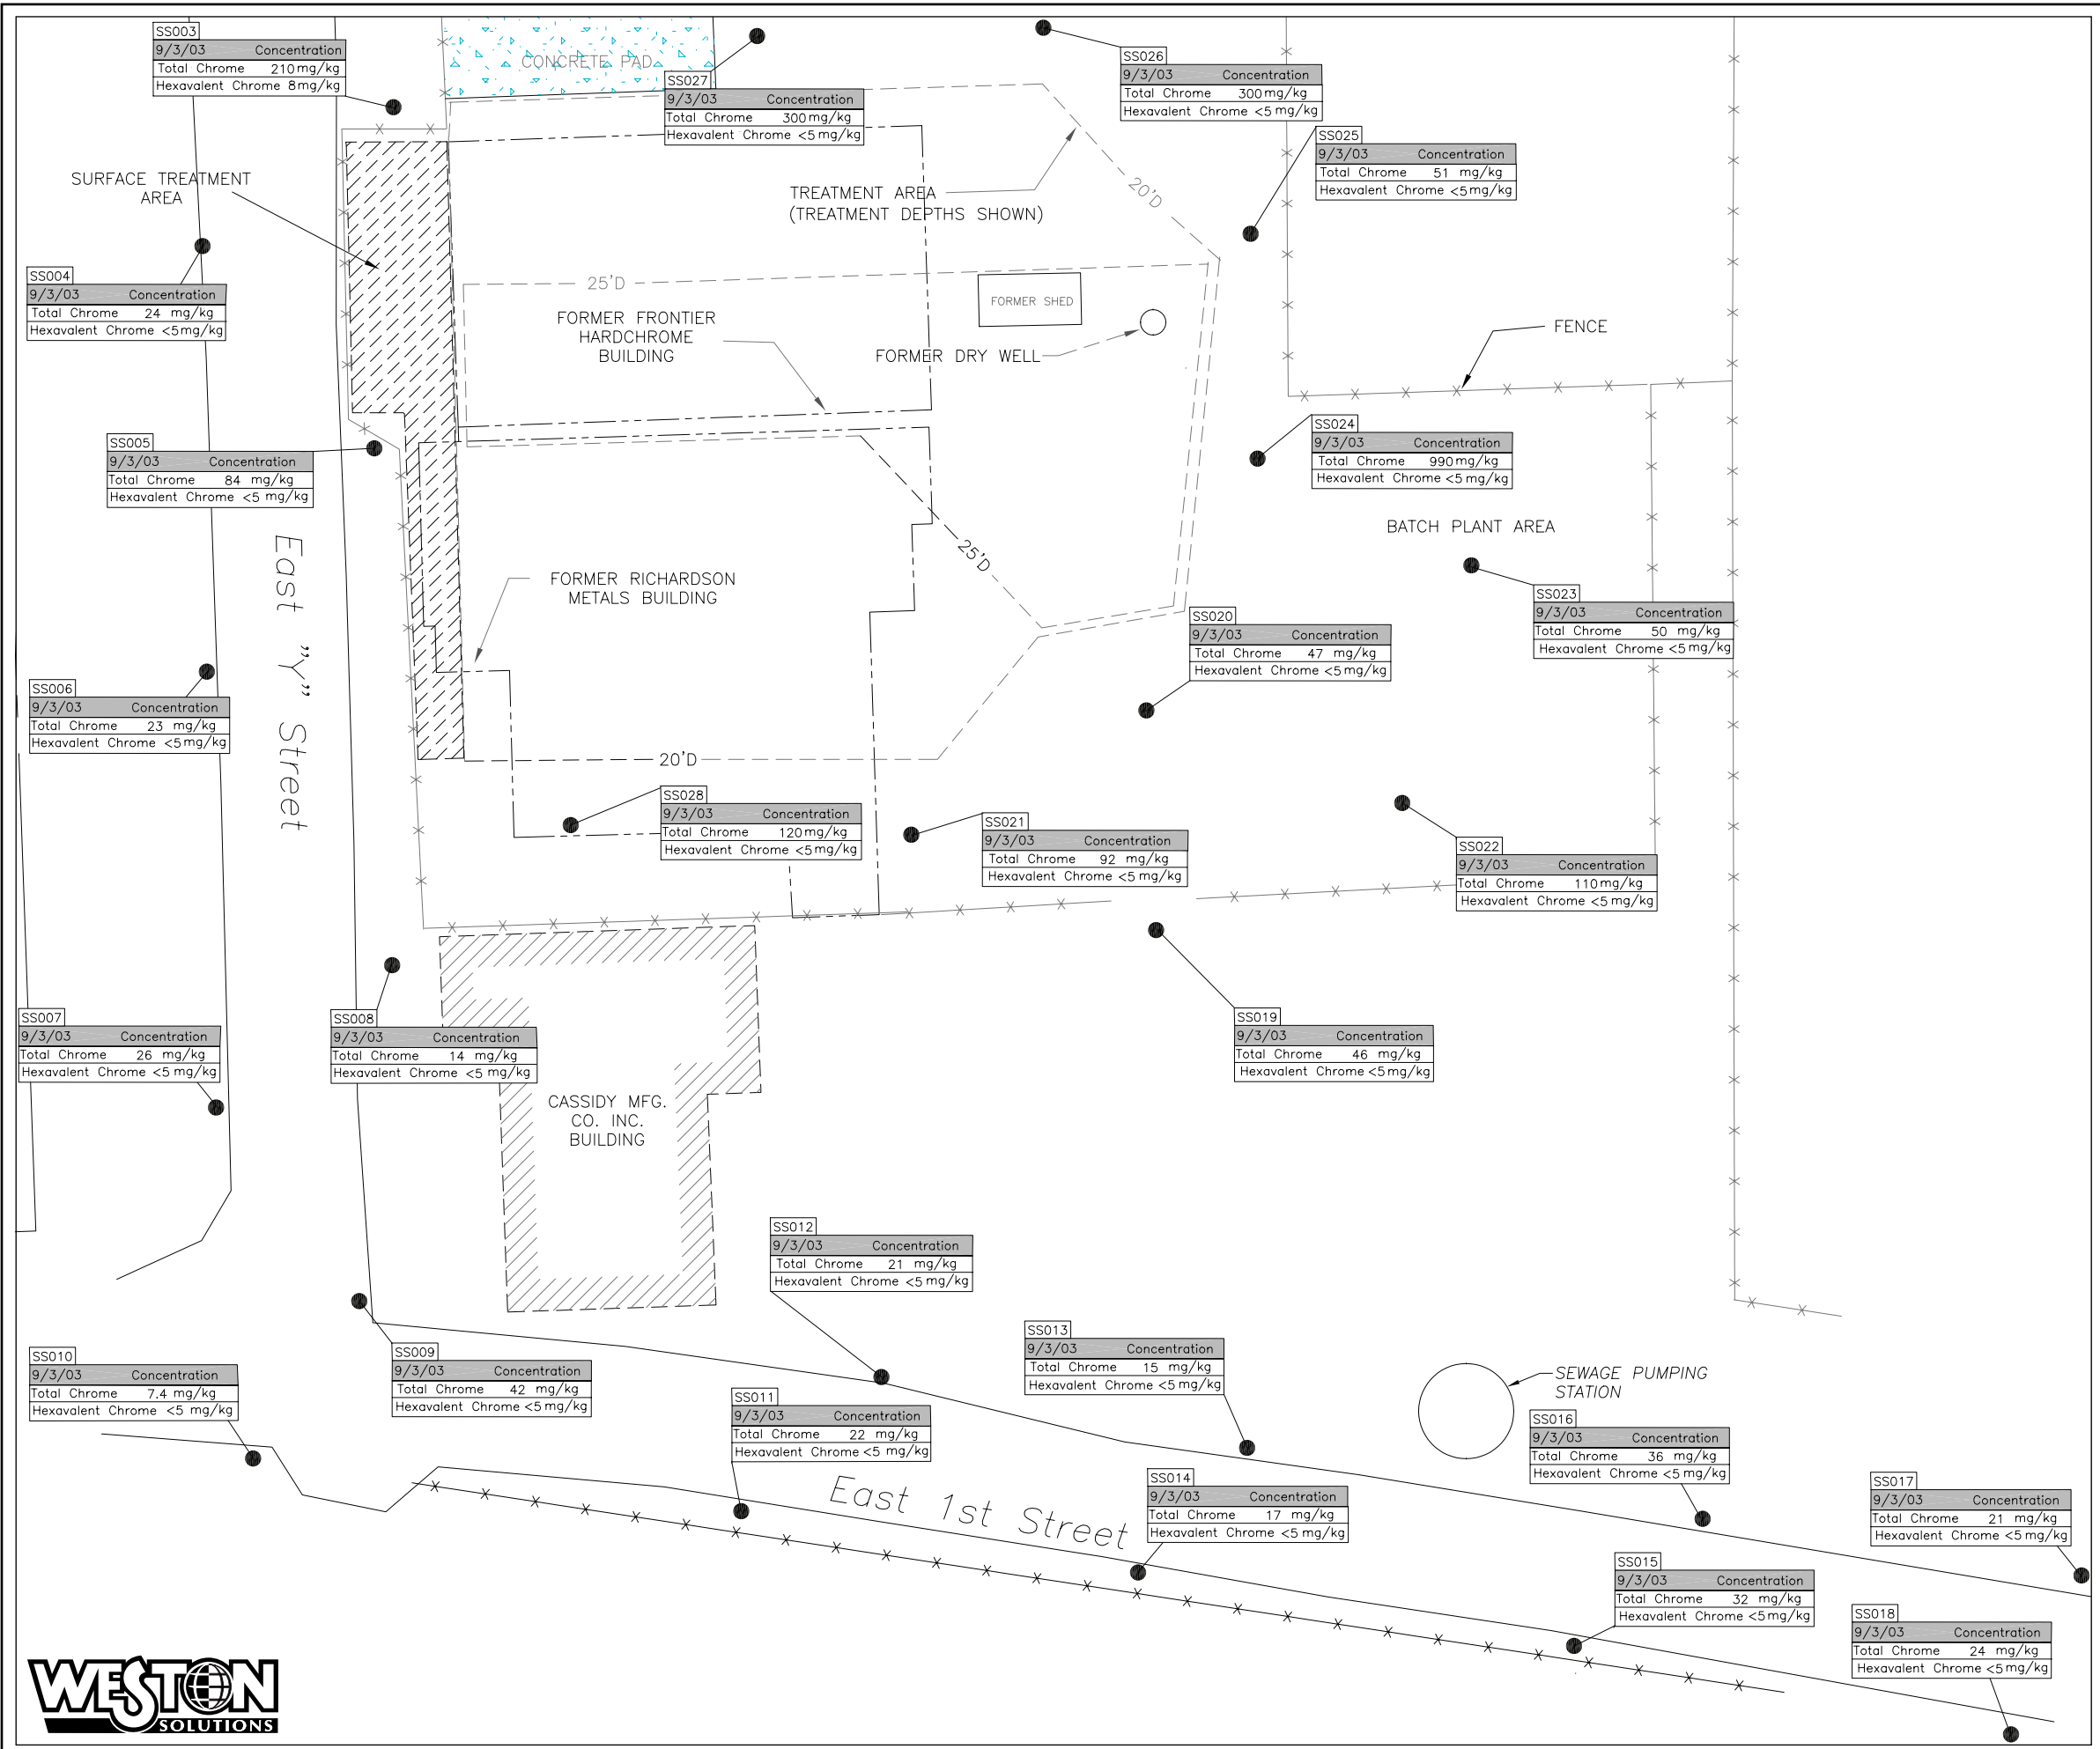 SS003
9/3/03 Concentration
Total Chrome 210 mg/kg
Hexavalent Chrome 8 mg/kg
CONCRETE PAD
SS027
9/3/03 Concentration
Total Chrome 300 mg/kg
Hexavalent Chrome <5 mg/kg
SS026
9/3/03 Concentration
Total Chrome 300 mg/kg
Hexavalent Chrome <5 mg/kg
SS025
9/3/03 Concentration
Total Chrome 51 mg/kg
Hexavalent Chrome <5 mg/kg
SURFACE TREATMENT
AREA
TREATMENT AREA
(TREATMENT DEPTHS SHOWN)
20'D
SS004
9/3/03 Concentration
Total Chrome 24 mg/kg
Hexavalent Chrome <5 mg/kg
25'D
FORMER SHED
FORMER FRONTIER
HARDCHROME
BUILDING
FORMER DRY WELL
FENCE
SS005
9/3/03 Concentration
Total Chrome 84 mg/kg
Hexavalent Chrome <5 mg/kg
SS024
9/3/03 Concentration
Total Chrome 990 mg/kg
Hexavalent Chrome <5 mg/kg
BATCH PLANT AREA
25'D
East "Y" Street
FORMER RICHARDSON
METALS BUILDING
SS023
9/3/03 Concentration
Total Chrome 50 mg/kg
Hexavalent Chrome <5 mg/kg
SS020
9/3/03 Concentration
Total Chrome 47 mg/kg
Hexavalent Chrome <5 mg/kg
SS006
9/3/03 Concentration
Total Chrome 23 mg/kg
Hexavalent Chrome <5 mg/kg
20'D
SS028
9/3/03 Concentration
Total Chrome 120 mg/kg
Hexavalent Chrome <5 mg/kg
SS021
9/3/03 Concentration
Total Chrome 92 mg/kg
Hexavalent Chrome <5 mg/kg
SS022
9/3/03 Concentration
Total Chrome 110 mg/kg
Hexavalent Chrome <5 mg/kg
SS007
9/3/03 Concentration
Total Chrome 26 mg/kg
Hexavalent Chrome <5 mg/kg
SS008
9/3/03 Concentration
Total Chrome 14 mg/kg
Hexavalent Chrome <5 mg/kg
SS019
9/3/03 Concentration
Total Chrome 46 mg/kg
Hexavalent Chrome <5 mg/kg
CASSIDY MFG.
CO. INC.
BUILDING
SS012
9/3/03 Concentration
Total Chrome 21 mg/kg
Hexavalent Chrome <5 mg/kg
SS013
9/3/03 Concentration
Total Chrome 15 mg/kg
Hexavalent Chrome <5 mg/kg
SS010
9/3/03 Concentration
Total Chrome 7.4 mg/kg
Hexavalent Chrome <5 mg/kg
SS009
9/3/03 Concentration
Total Chrome 42 mg/kg
Hexavalent Chrome <5 mg/kg
SEWAGE PUMPING
STATION
SS011
9/3/03 Concentration
Total Chrome 22 mg/kg
Hexavalent Chrome <5 mg/kg
SS016
9/3/03 Concentration
Total Chrome 36 mg/kg
Hexavalent Chrome <5 mg/kg
East 1st Street
SS014
9/3/03 Concentration
Total Chrome 17 mg/kg
Hexavalent Chrome <5 mg/kg
SS017
9/3/03 Concentration
Total Chrome 21 mg/kg
Hexavalent Chrome <5 mg/kg
SS015
9/3/03 Concentration
Total Chrome 32 mg/kg
Hexavalent Chrome <5 mg/kg
SS018
9/3/03 Concentration
Total Chrome 24 mg/kg
Hexavalent Chrome <5 mg/kg
WESTON
SOLUTIONS